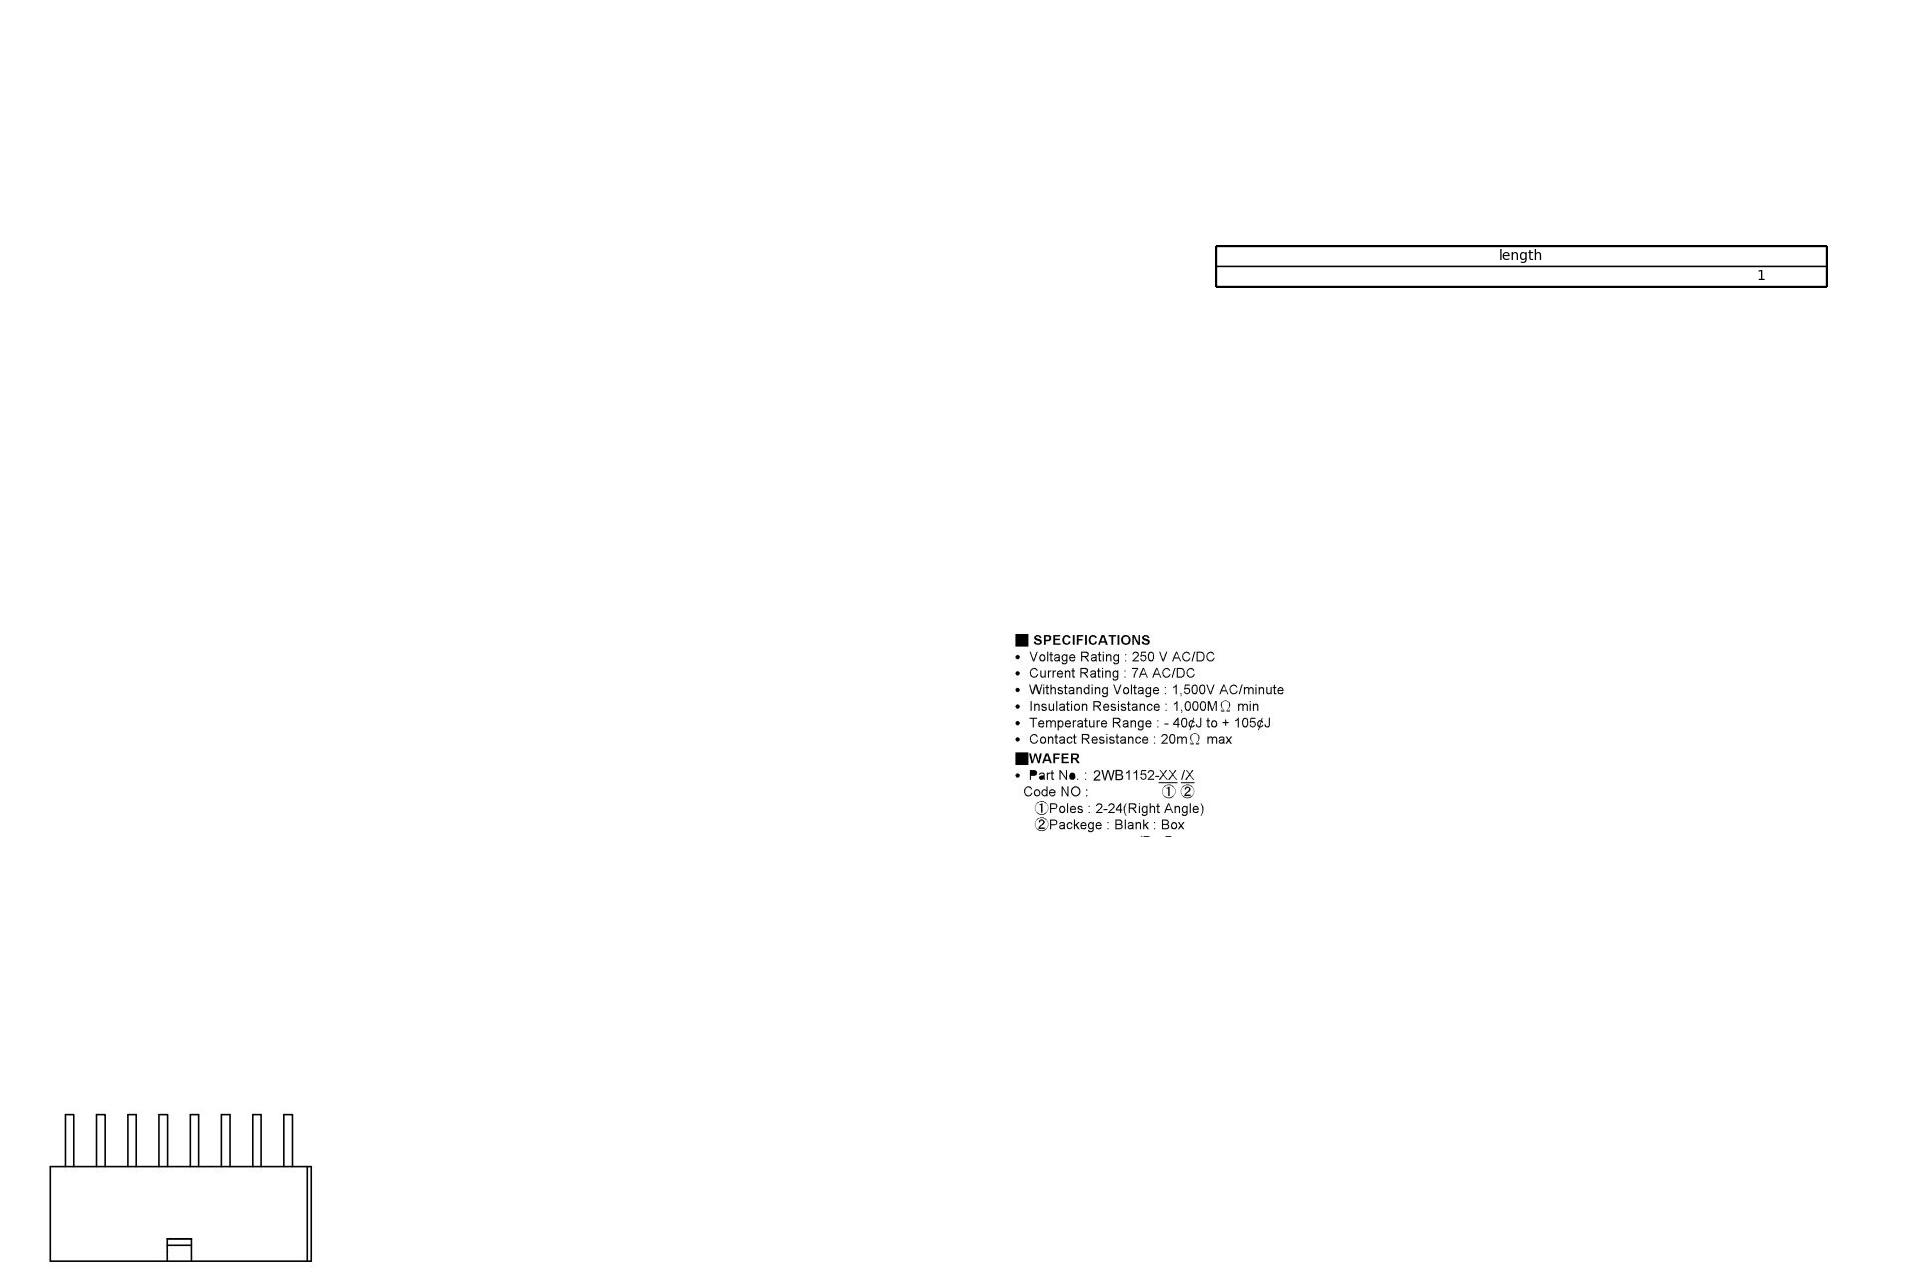 length
1
■ SPECIFICATIONS
• Voltage Rating : 250 V AC/DC
• Current Rating : 7A AC/DC
• Withstanding Voltage : 1,500V AC/minute
• Insulation Resistance : 1,000MΩ min
• Temperature Range : - 40¢J to + 105¢J
• Contact Resistance : 20mΩ max
■WAFER
• Part No. : 2WB1152-XX /X
Code NO : ① ②
①Poles : 2-24(Right Angle)
②Packege : Blank : Box